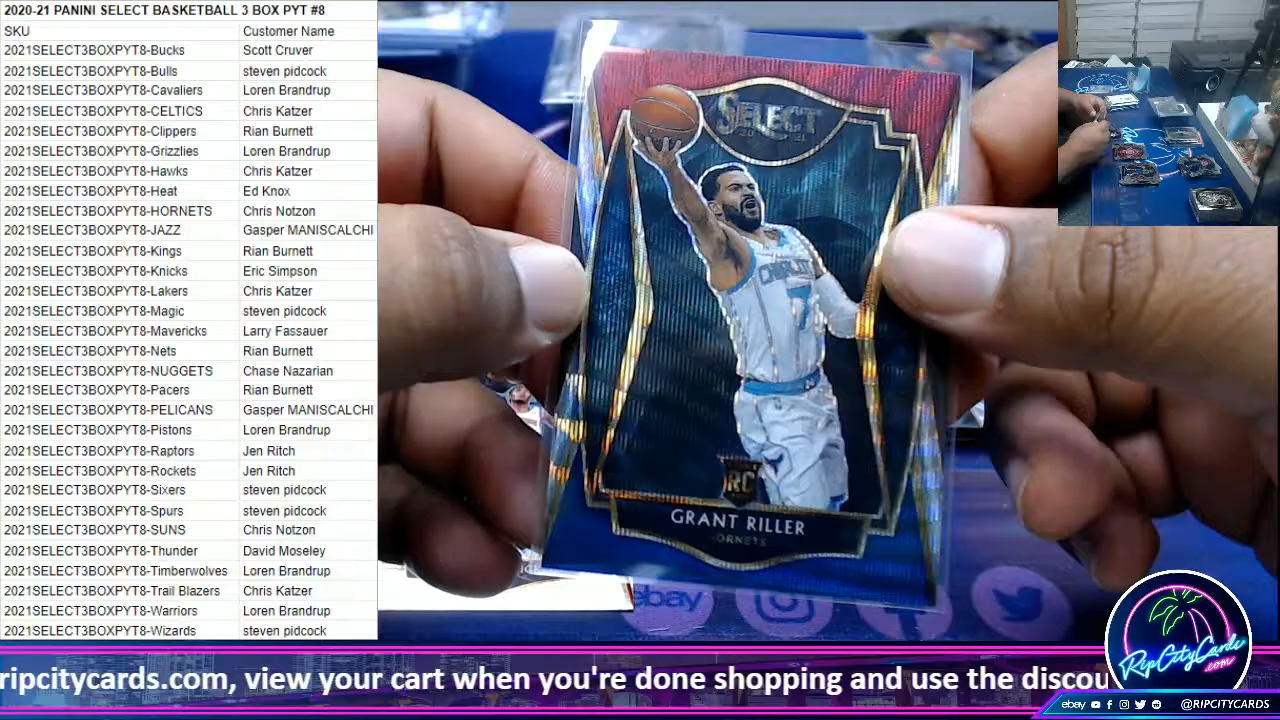 2020-21 PANINI SELECT BASKETBALL 3 BOX PYT #8
SKU Customer Name
2021SELECT3BOXPYT8-Bucks Scott Cruver
2021SELECT3BOXPYT8-Bulls steven pidcock
2021SELECT3BOXPYT8-Cavaliers Loren Brandrup
2021SELECT3BOXPYT8-CELTICS Chris Katzer
2021SELECT3BOXPYT8-Clippers Rian Burnett
2021SELECT3BOXPYT8-Grizzlies Loren Brandrup
2021SELECT3BOXPYT8-Hawks Chris Katzer
2021SELECT3BOXPYT8-Heat Ed Knox
2021SELECT3BOXPYT8-HORNETS Chris Notzon
2021SELECT3BOXPYT8-JAZZ Gasper MANISCALCHI
2021SELECT3BOXPYT8-Kings Rian Burnett
2021SELECT3BOXPYT8-Knicks Eric Simpson
2021SELECT3BOXPYT8-Lakers Chris Katzer
2021SELECT3BOXPYT8-Magic steven pidcock
2021SELECT3BOXPYT8-Mavericks Larry Fassauer
2021SELECT3BOXPYT8-Nets Rian Burnett
2021SELECT3BOXPYT8-NUGGETS Chase Nazarian
2021SELECT3BOXPYT8-Pacers Rian Burnett
2021SELECT3BOXPYT8-PELICANS Gasper MANISCALCHI
2021SELECT3BOXPYT8-Pistons Loren Brandrup
2021SELECT3BOXPYT8-Raptors Jen Ritch
2021SELECT3BOXPYT8-Rockets Jen Ritch
2021SELECT3BOXPYT8-Sixers steven pidcock
2021SELECT3BOXPYT8-Spurs steven pidcock
2021SELECT3BOXPYT8-SUNS Chris Notzon
2021SELECT3BOXPYT8-Thunder David Moseley
2021SELECT3BOXPYT8-Timberwolves Loren Brandrup
2021SELECT3BOXPYT8-Trail Blazers Chris Katzer
2021SELECT3BOXPYT8-Warriors Loren Brandrup
2021SELECT3BOXPYT8-Wizards steven pidcock
SELECT
20 21
CHARLOTTE
7
RC
GRANT RILLER
HORNETS
ebay
ripcitycards.com, view your cart when you're done shopping and use the discou
RipCityCards
.com
ebay @RIPCITYCARDS